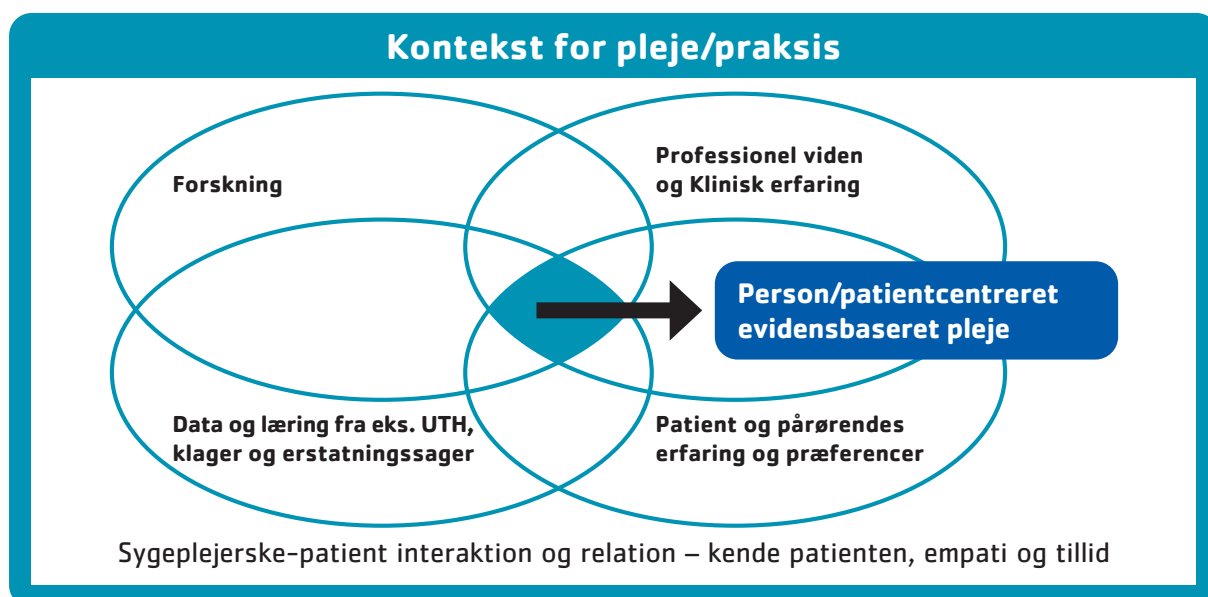 Kontekst for pleje/praksis
Forskning
Professionel viden
og Klinisk erfaring
Person/patientcentreret
evidensbaseret pleje
Data og læring fra eks. UTH,
klager og erstatningssager
Patient og pårørendes
erfaring og præferencer
Sygeplejerske-patient interaktion og relation – kende patienten, empati og tillid